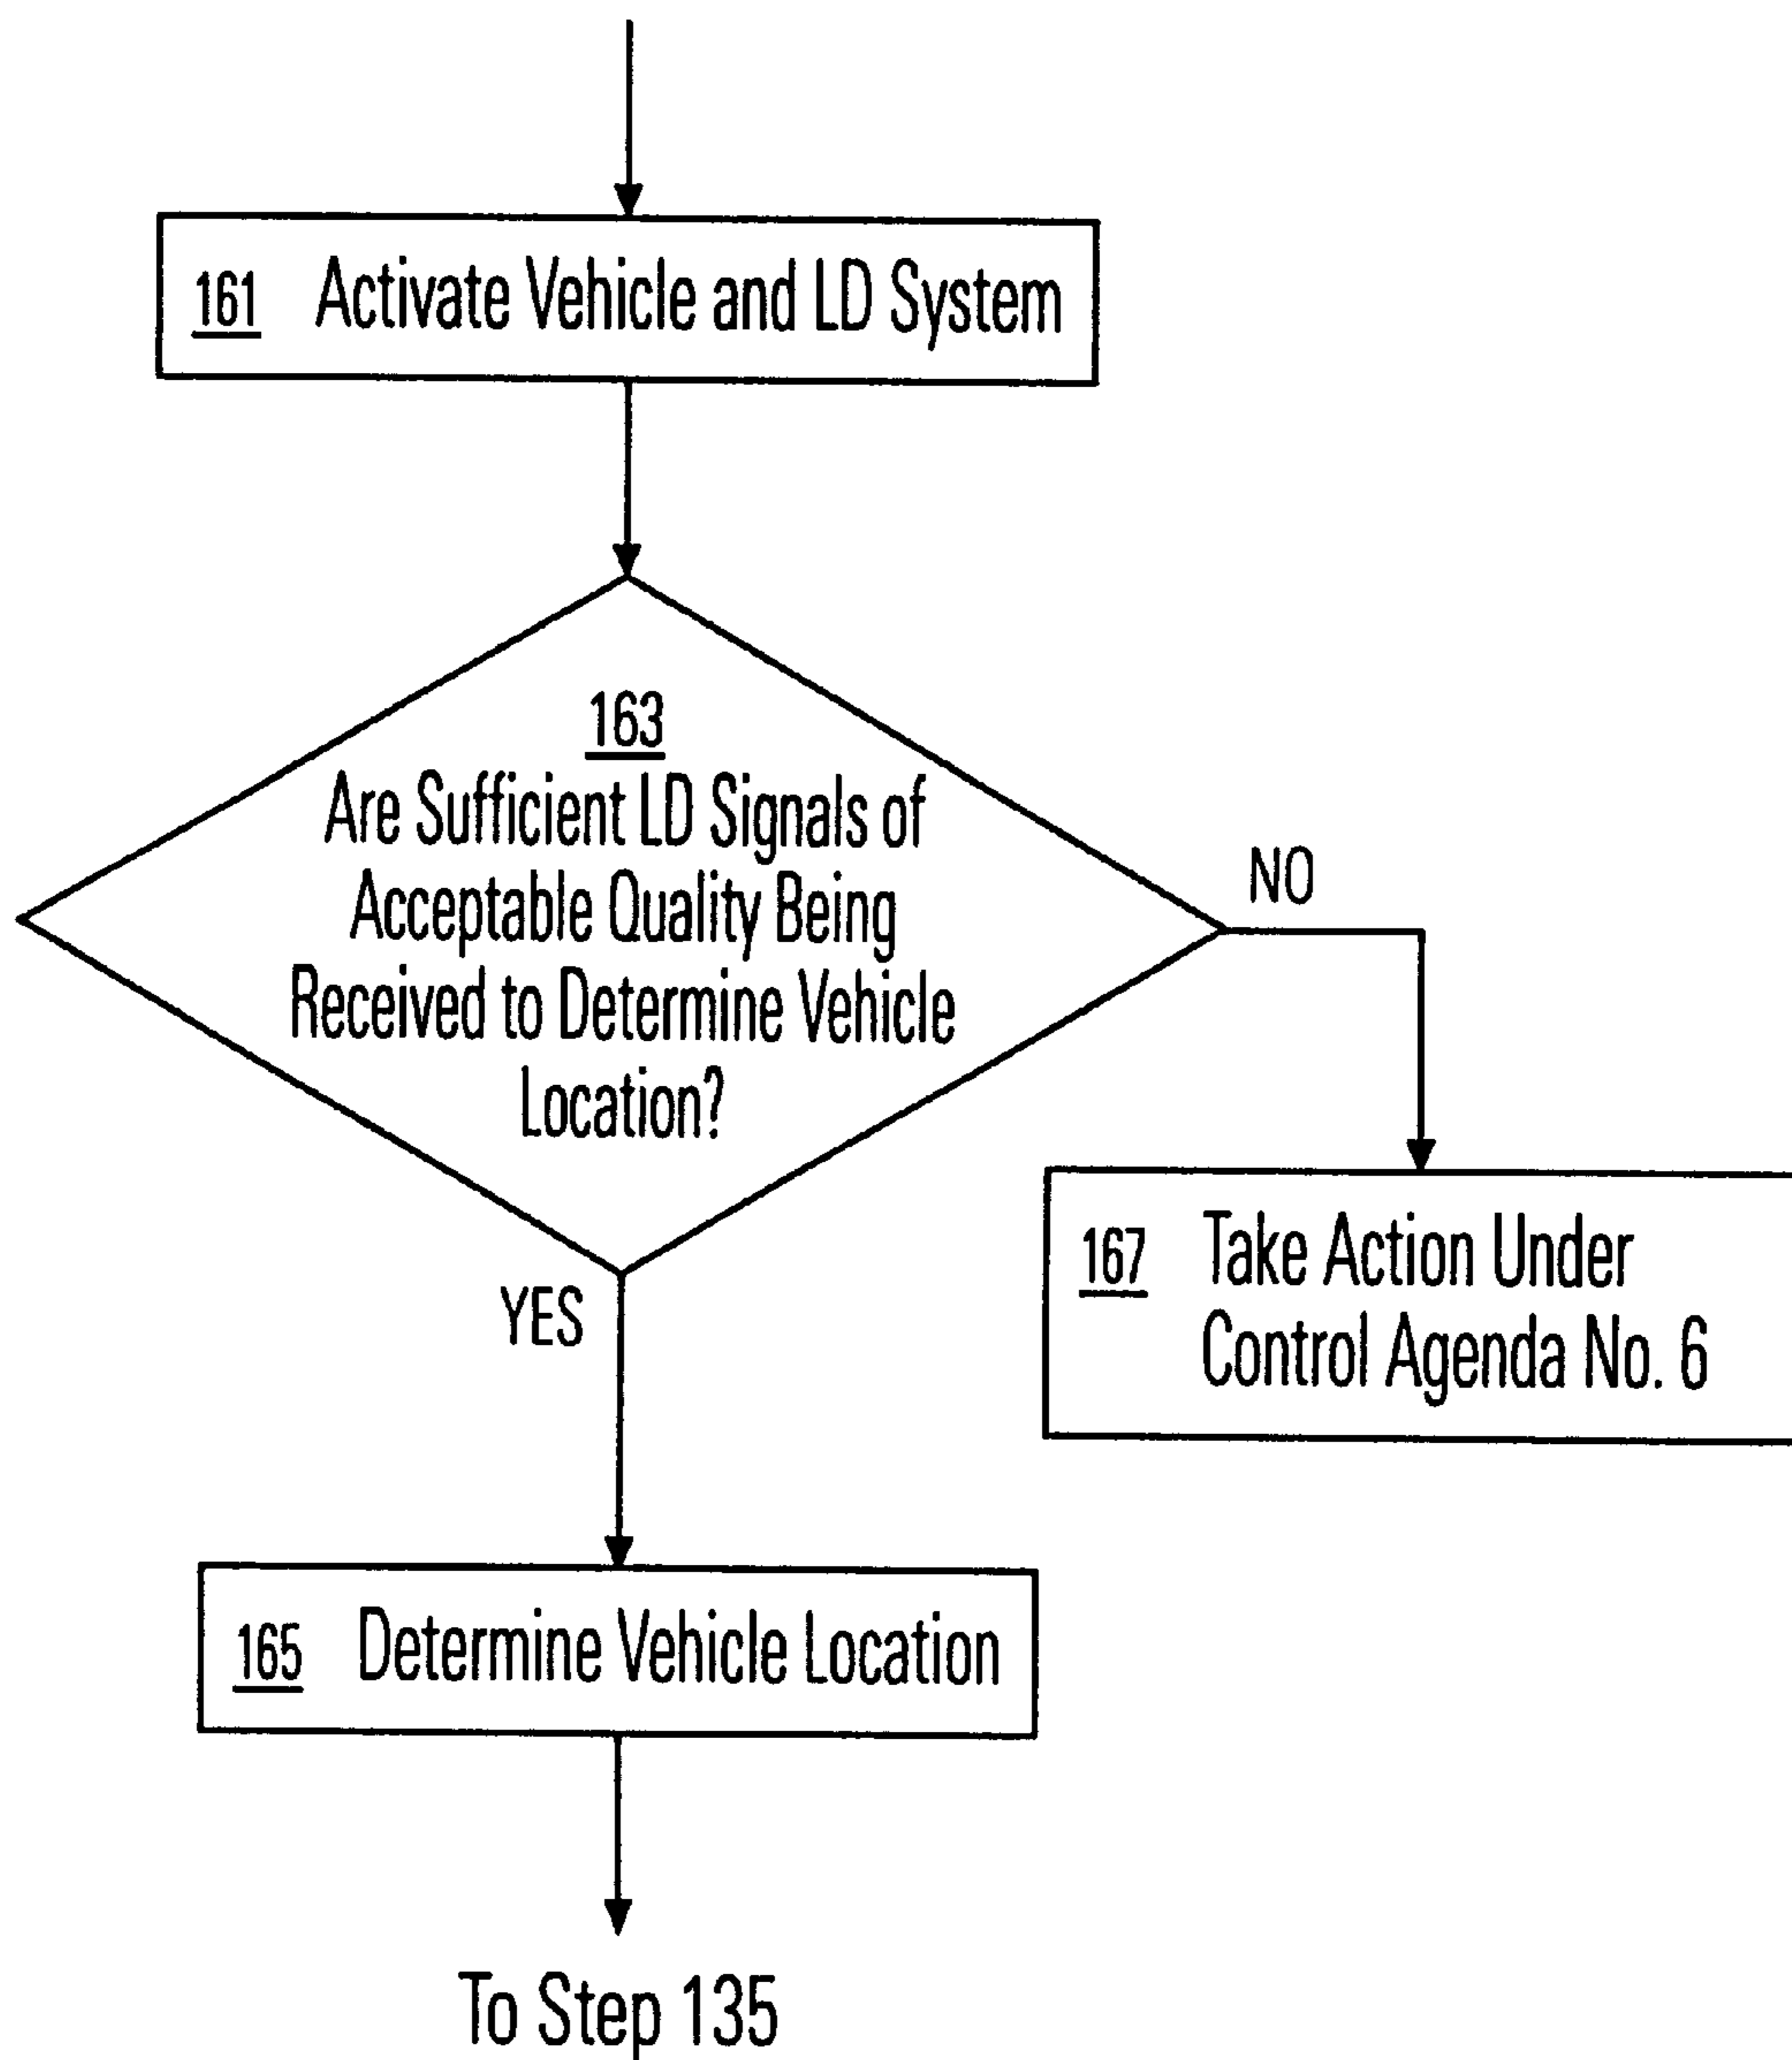 161 Activate Vehicle and LD System
163
Are Sufficient LD Signals of
Acceptable Quality Being
Received to Determine Vehicle
Location?
NO
167 Take Action Under
Control Agenda No. 6
YES
165 Determine Vehicle Location
To Step 135